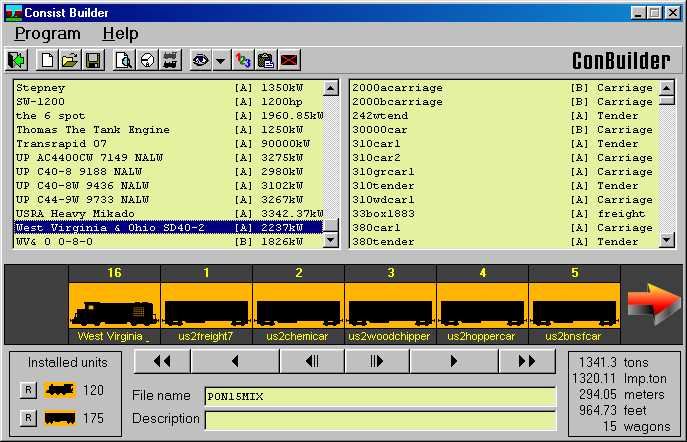 Consist Builder
Program Help
ConBuilder
Stepney [A] 1350kW
SW-1200 [A] 1200hp
the 6 spot [A] 1960.85kW
Thomas The Tank Engine [A] 1250kW
Transrapid 07 [A] 90000kW
UP AC4400CW 7149 NALW [A] 3275kW
UP C40-8 9188 NALW [A] 2980kW
UP C40-8W 9436 NALW [A] 3102kW
UP C44-9W 9733 NALW [A] 3267kW
USRA Heavy Mikado [A] 3342.37kW
West Virginia & Ohio SD40-2 [A] 2237kW
WV& O 0-8-0 [B] 1826kW
2000acarriage [B] Carriage
2000bcarriage [B] Carriage
242wtend [A] Tender
30000car [B] Carriage
310car1 [A] Carriage
310car2 [A] Carriage
310grcar1 [A] Carriage
310tender [A] Tender
310wdcar1 [A] Carriage
33box1883 [A] freight
380car1 [A] Carriage
380tender [A] Tender
16 1 2 3 4 5
West Virginia _ us2freight7 us2chemicar us2woodchipper us2hoppercar us2bnsfcar
Installed units
R 120
R 175
File name PON15MIX
Description
1341.3 tons
1320.11 Imp.ton
294.05 meters
964.73 feet
15 wagons